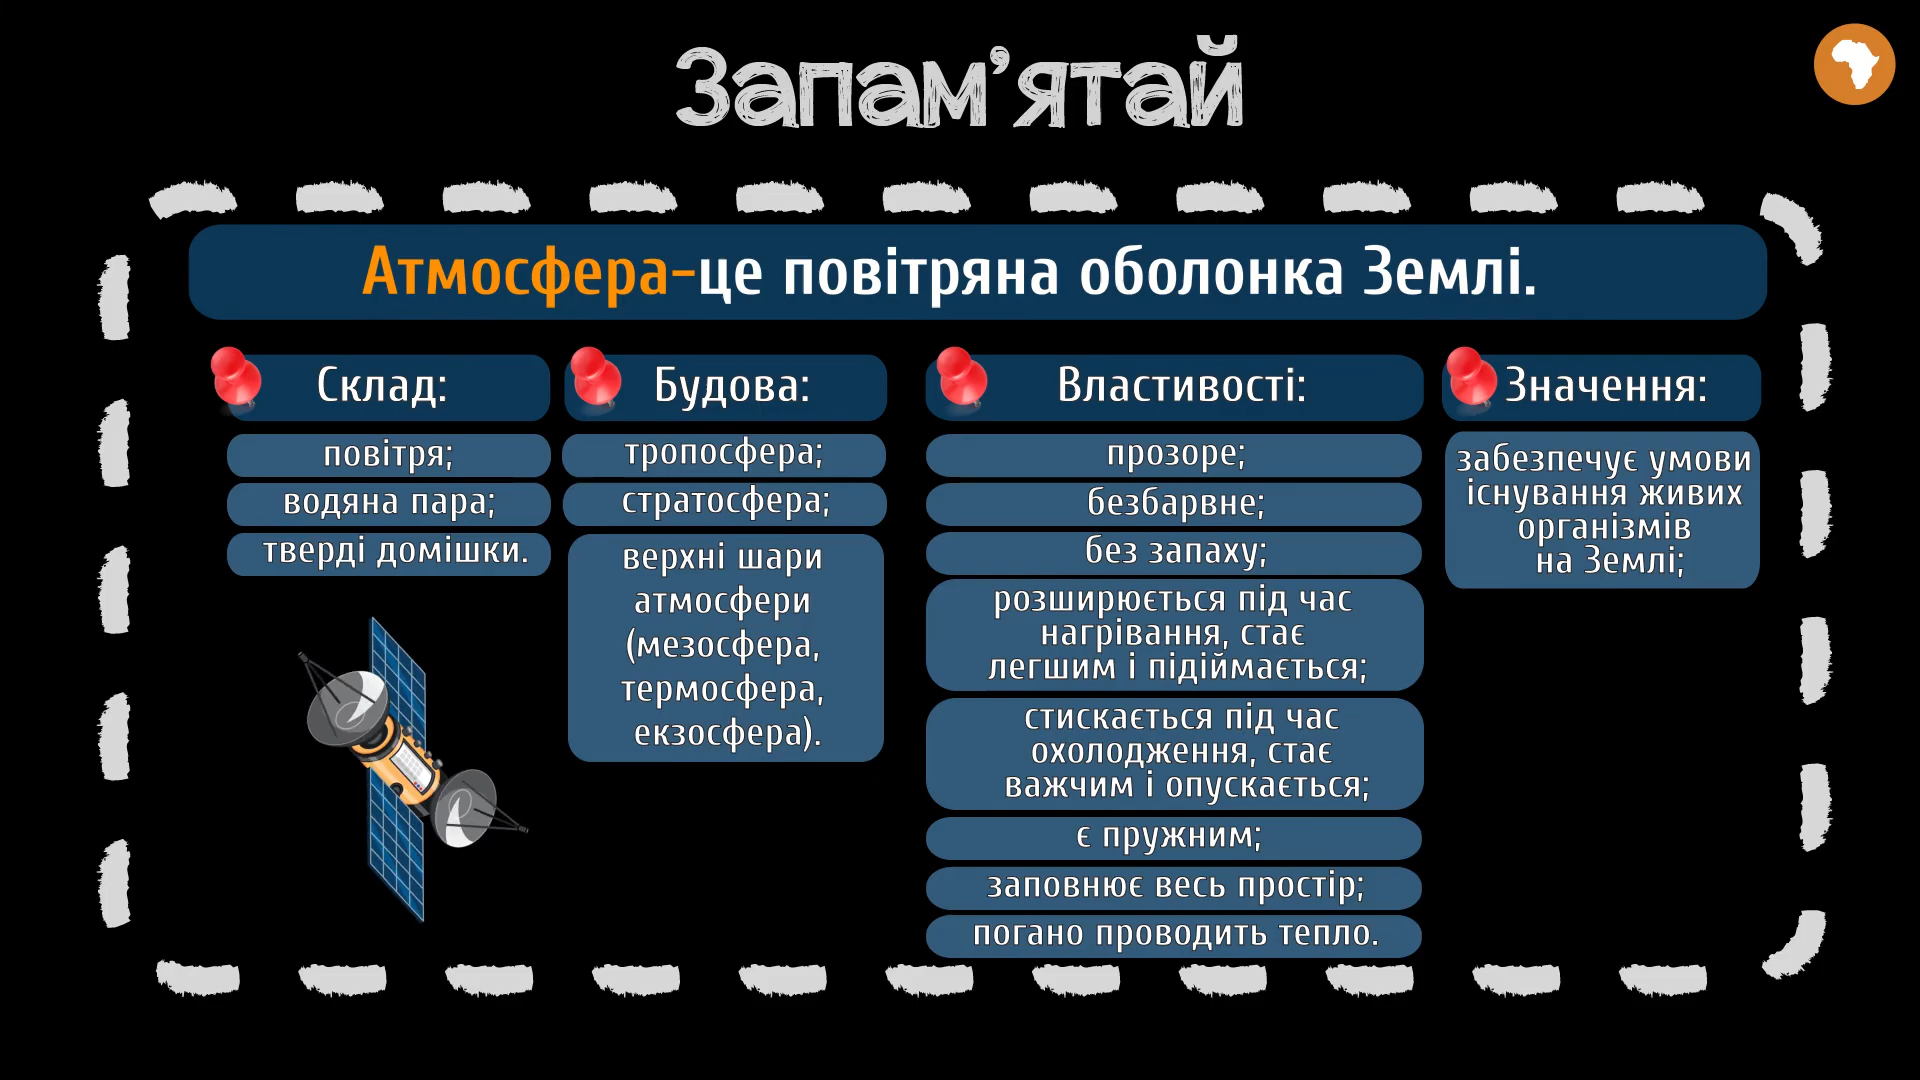 Запам’ятай
Атмосфера-це повітряна оболонка Землі.
Склад:
повітря;
водяна пара;
тверді домішки.
Будова:
тропосфера;
стратосфера;
верхні шари
атмосфери
(мезосфера,
термосфера,
екзосфера).
Властивості:
прозоре;
безбарвне;
без запаху;
розширюється під час
нагрівання, стає
легшим і підіймається;
стискається під час
охолодження, стає
важчим і опускається;
є пружним;
заповнює весь простір;
погано проводить тепло.
Значення:
забезпечує умови
існування живих
організмів
на Землі;